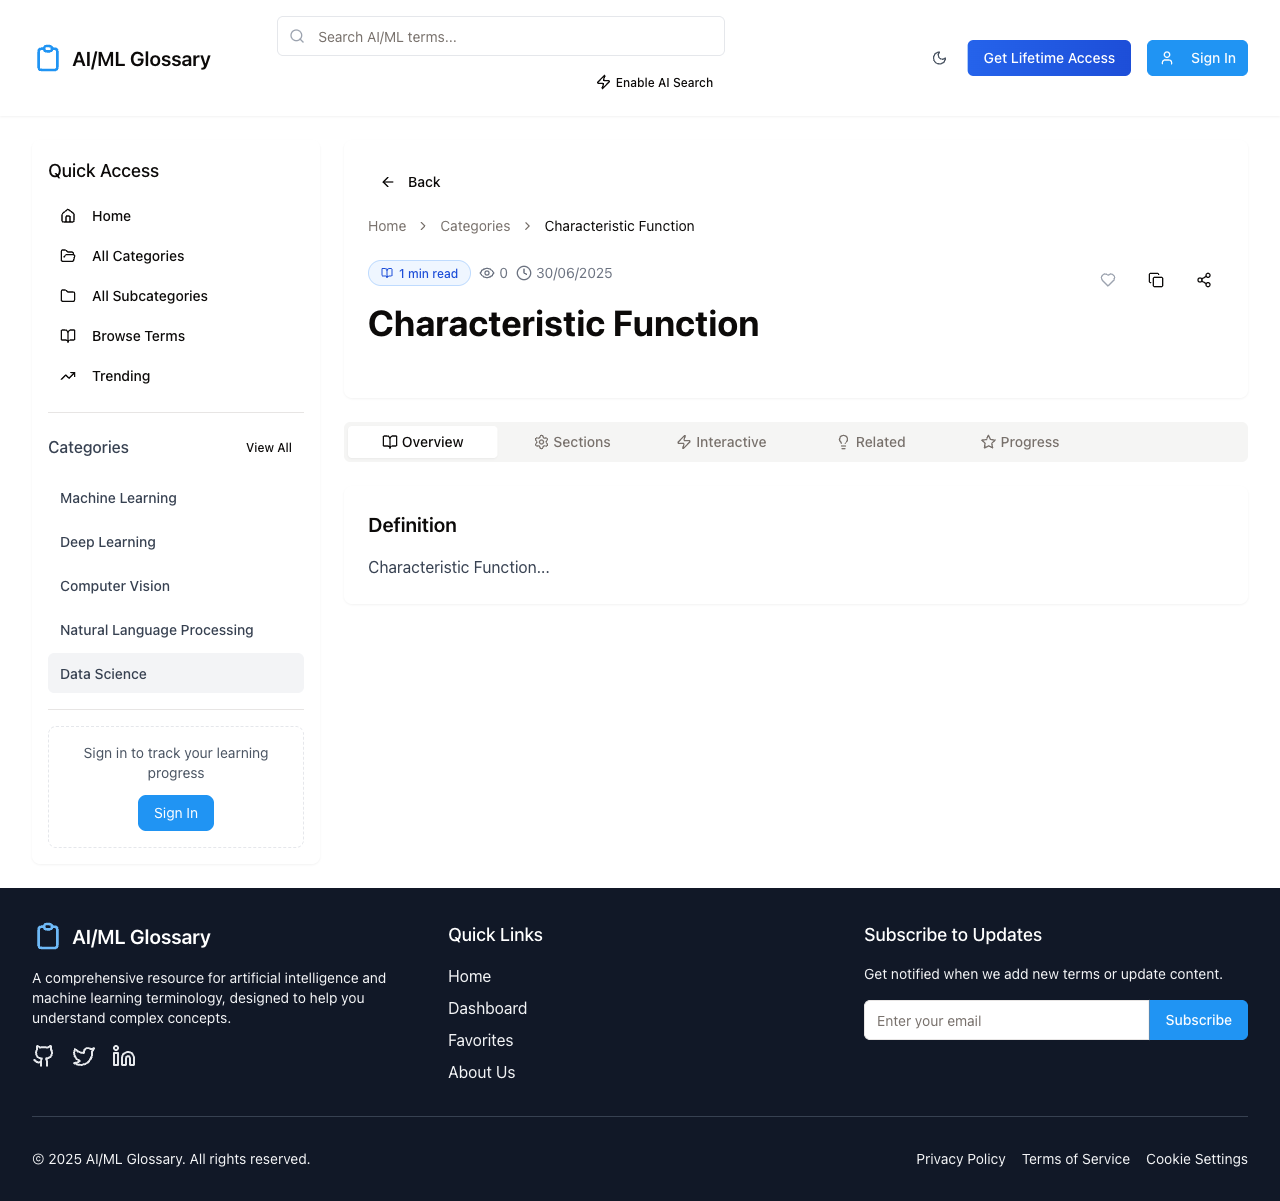 AI/ML Glossary
Search AI/ML terms...
Enable AI Search
Get Lifetime Access
Sign In
Quick Access
Home
All Categories
All Subcategories
Browse Terms
Trending
Categories
View All
Machine Learning
Deep Learning
Computer Vision
Natural Language Processing
Data Science
Sign in to track your learning
progress
Sign In
Back
Home
Categories
Characteristic Function
1 min read
0
30/06/2025
Characteristic Function
Overview
Sections
Interactive
Related
Progress
Definition
Characteristic Function...
AI/ML Glossary
A comprehensive resource for artificial intelligence and
machine learning terminology, designed to help you
understand complex concepts.
Quick Links
Home
Dashboard
Favorites
About Us
Subscribe to Updates
Get notified when we add new terms or update content.
Enter your email
Subscribe
© 2025 AI/ML Glossary. All rights reserved.
Privacy Policy
Terms of Service
Cookie Settings